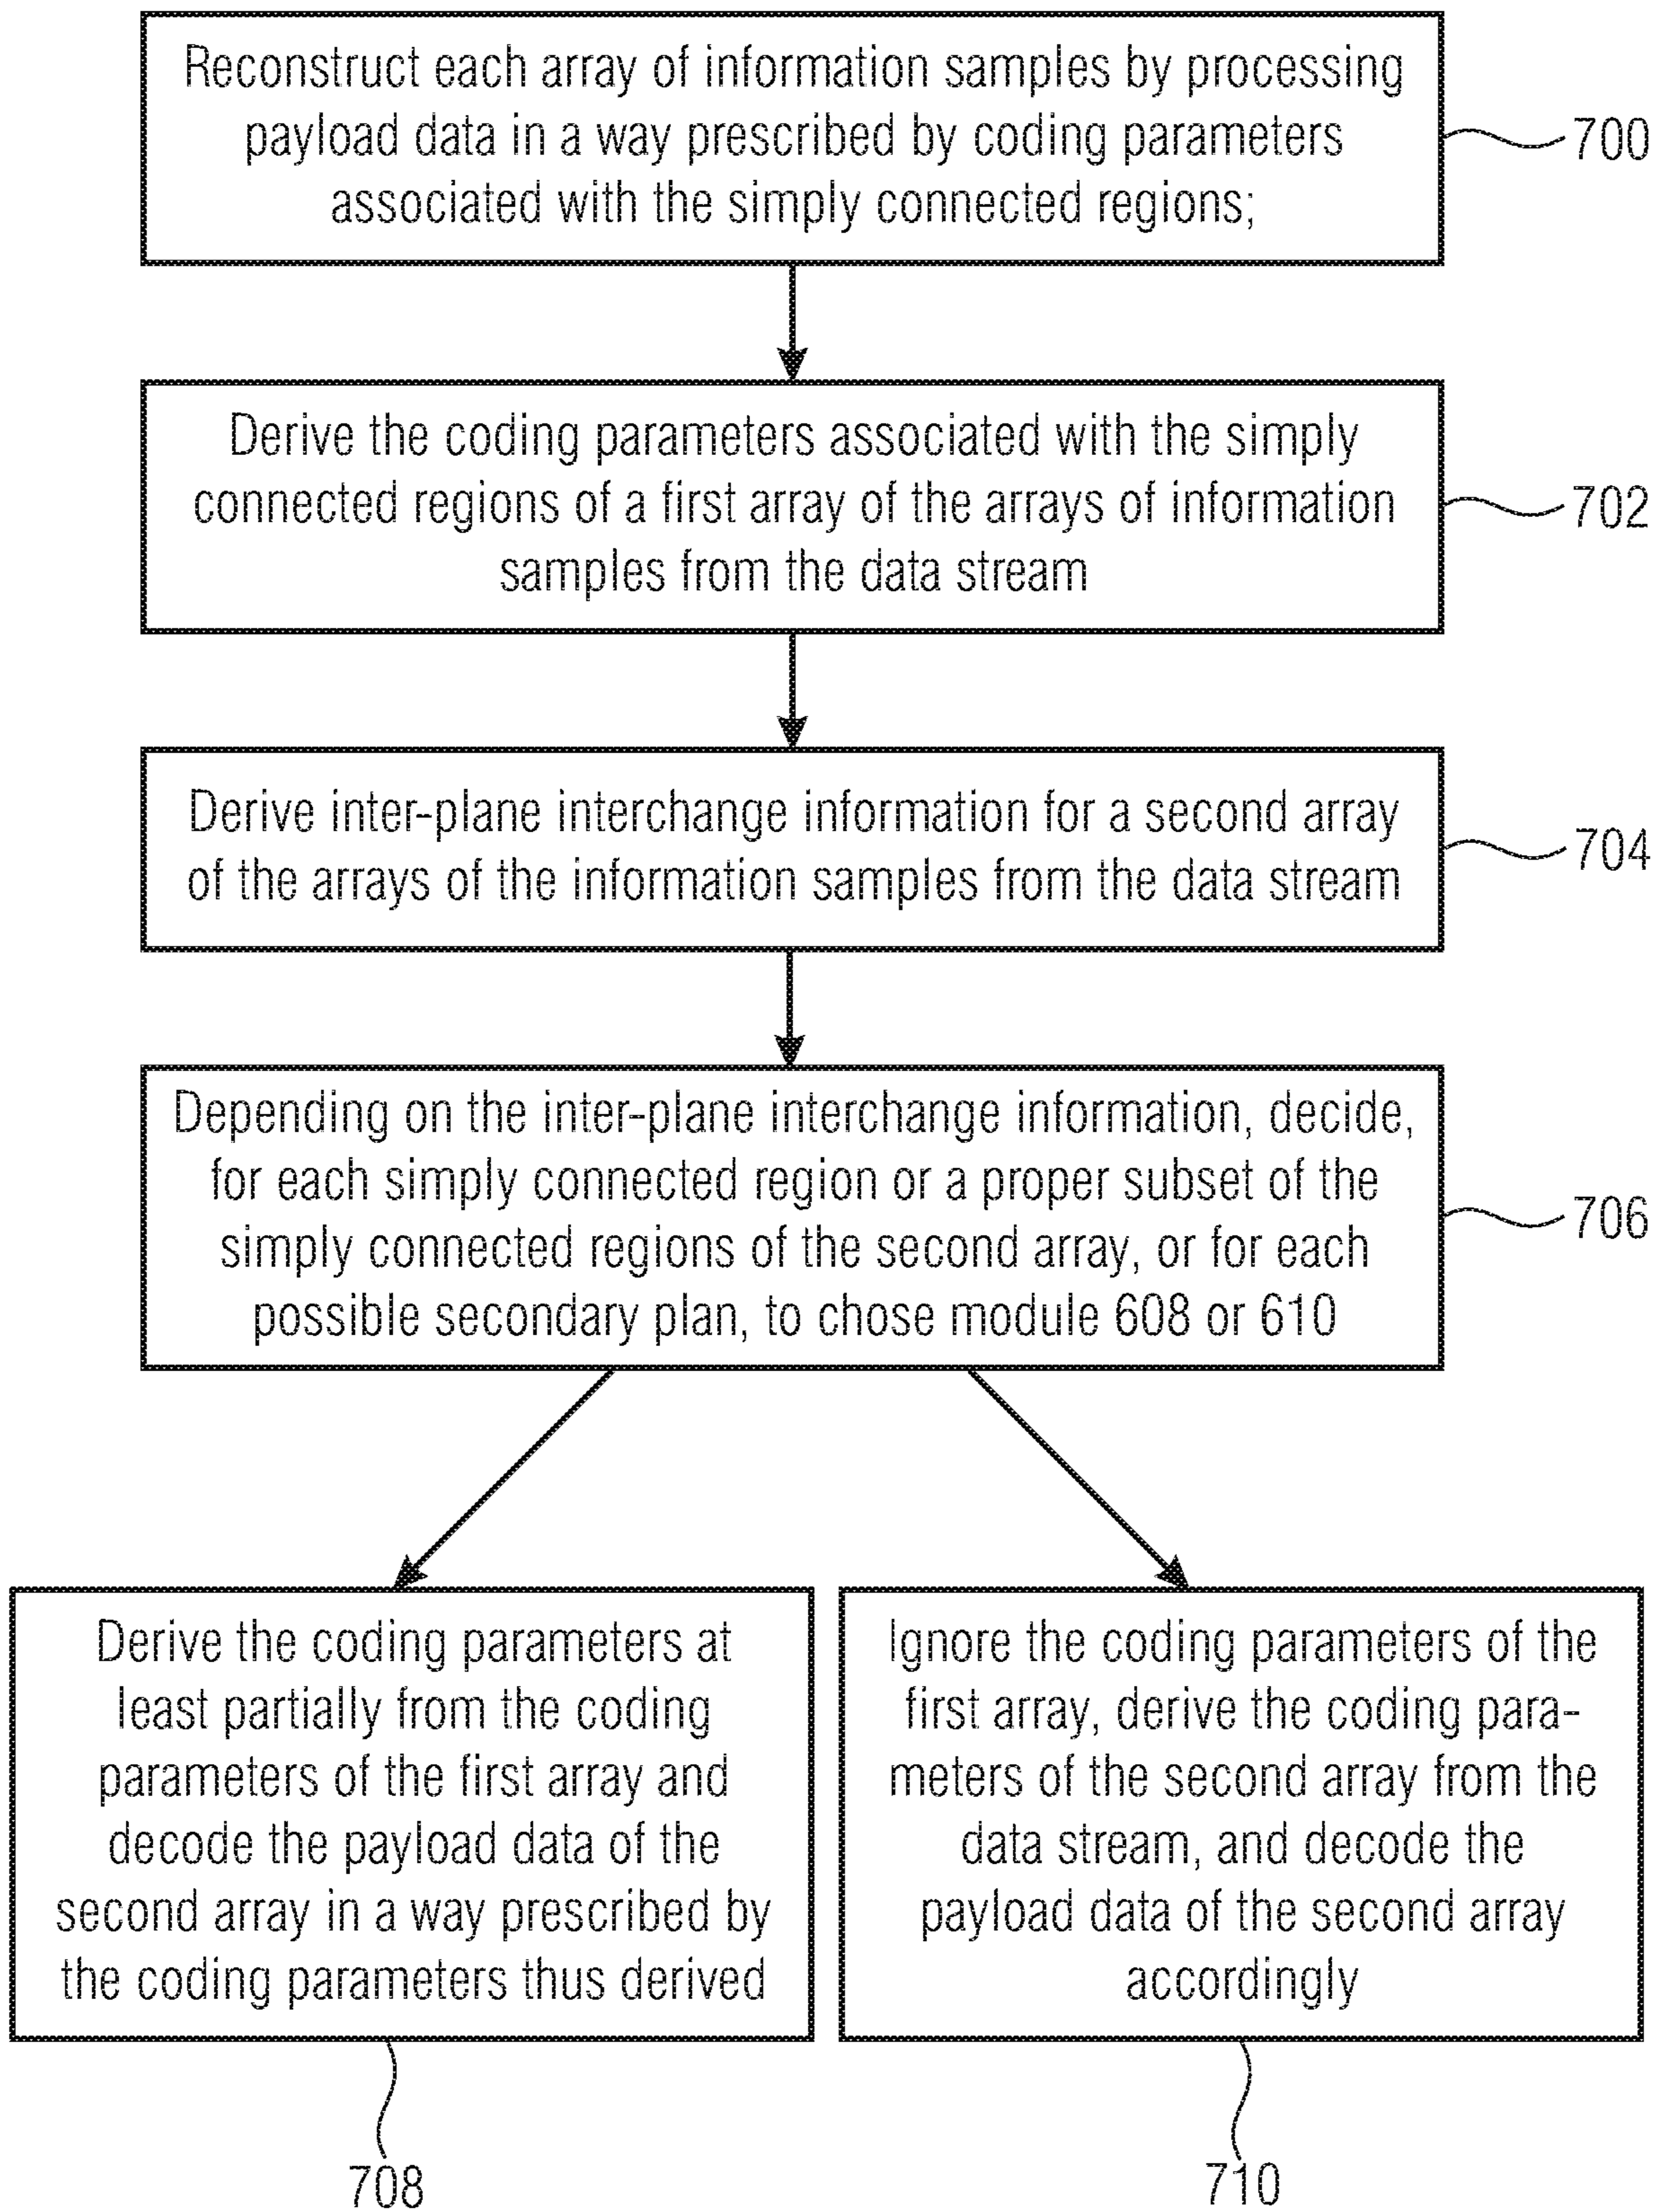 Reconstruct each array of information samples by processing
payload data in a way prescribed by coding parameters
associated with the simply connected regions;
700
Derive the coding parameters associated with the simply
connected regions of a first array of the arrays of information
samples from the data stream
702
Derive inter-plane interchange information for a second array
of the arrays of the information samples from the data stream
704
Depending on the inter-plane interchange information, decide,
for each simply connected region or a proper subset of the
simply connected regions of the second array, or for each
possible secondary plan, to chose module 608 or 610
706
Derive the coding parameters at
least partially from the coding
parameters of the first array and
decode the payload data of the
second array in a way prescribed by
the coding parameters thus derived
708
Ignore the coding parameters of the
first array, derive the coding para-
meters of the second array from the
data stream, and decode the
payload data of the second array
accordingly
710